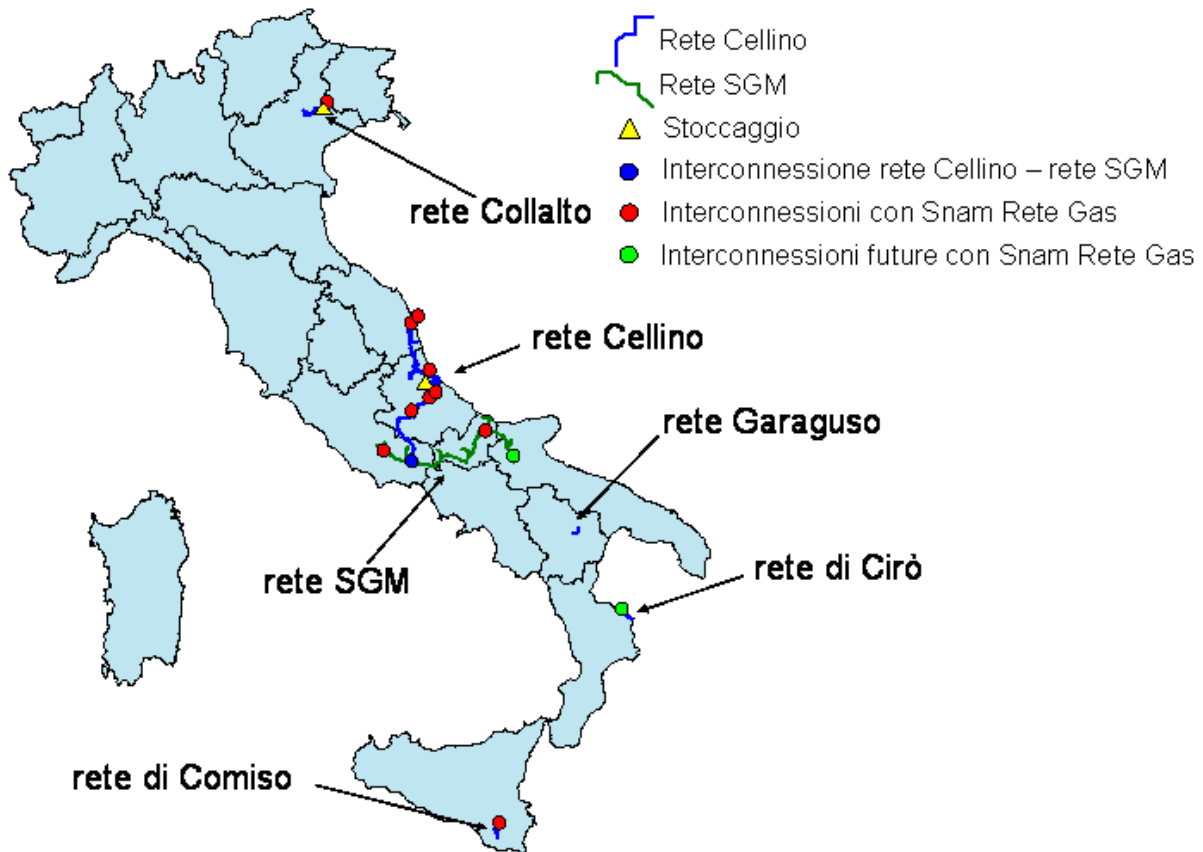 Rete Cellino
Rete SGM
Stoccaggio
Interconnessione rete Cellino – rete SGM
Interconnessioni con Snam Rete Gas
Interconnessioni future con Snam Rete Gas
rete Collalto
rete Cellino
rete Garaguso
rete SGM
rete di Cirò
rete di Comiso